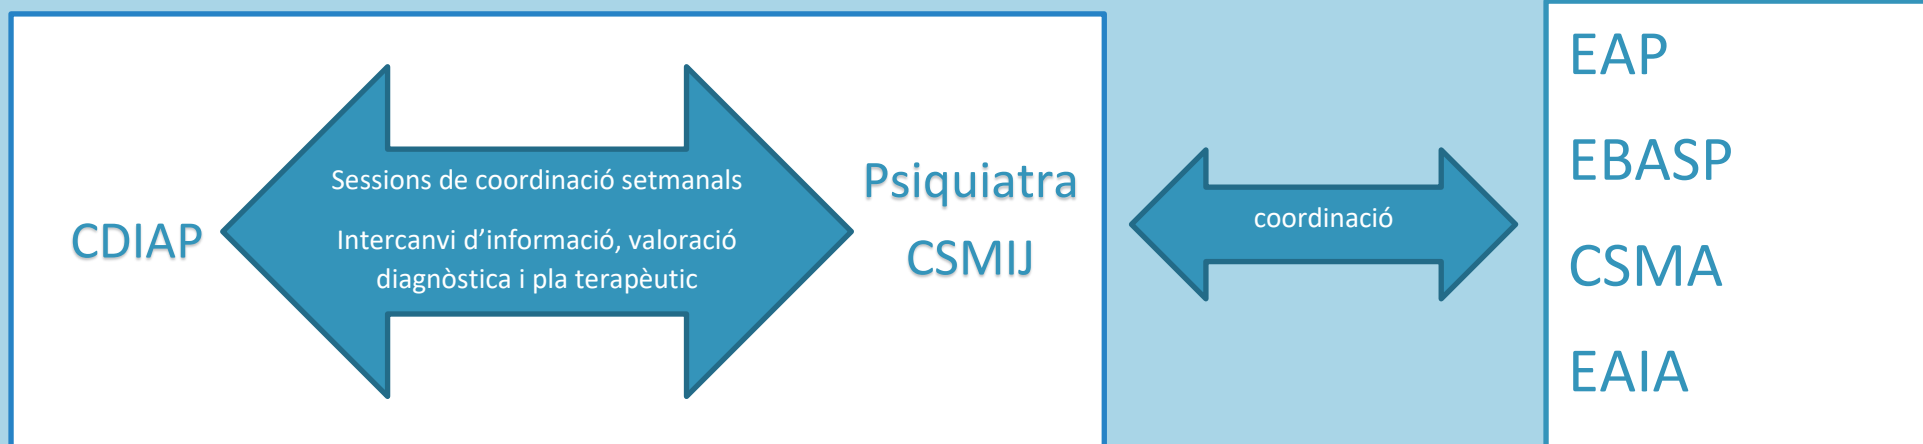 CDIAP
Sessions de coordinació setmanals
Intercanvi d’informació, valoració
diagnòstica i pla terapèutic
Psiquiatra
CSMIJ
coordinació
EAP
EBASP
CSMA
EAIA